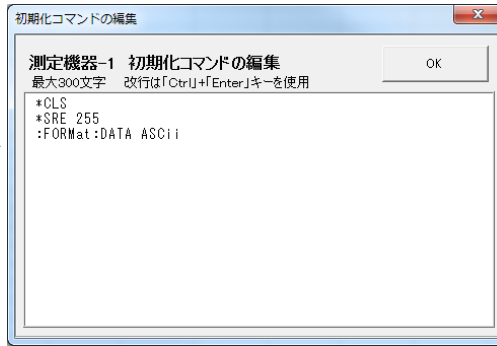 初期化コマンドの編集
測定機器-1 初期化コマンドの編集
OK
最大300文字 改行は「Ctrl」+「Enter」キーを使用
*CLS
*SRE 255
:FORMat:DATA ASCii